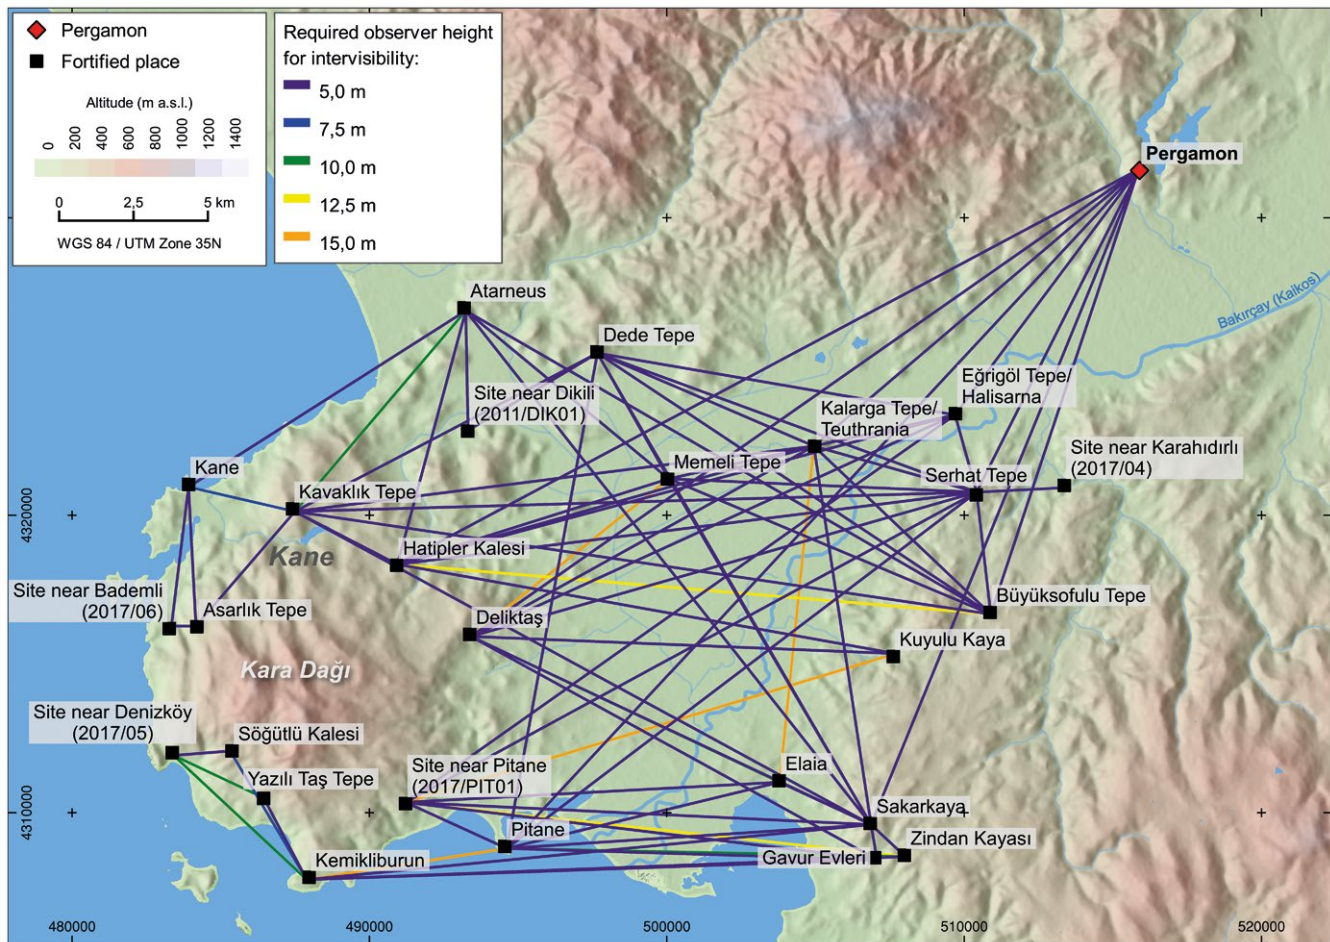 Pergamon
Fortified place
Altitude (m a.s.l.)
0
200
400
600
800
1000
1200
1400
0 2,5 5 km
WGS 84 / UTM Zone 35N
Required observer height
for intervisibility:
5,0 m
7,5 m
10,0 m
12,5 m
15,0 m
Pergamon
Bakırçay (Kaikos)
Atarneus
Dede Tepe
Site near Dikili
(2011/DIK01)
Eğrigöl Tepe/
Halisarna
Kalarga Tepe/
Teuthrania
Site near Karahıdırlı
(2017/04)
Memeli Tepe
Serhat Tepe
Kane
Kavaklık Tepe
4320000
Kane
Hatipler Kalesi
Site near Bademli
(2017/06)
Asarlık Tepe
Büyüksofulu Tepe
Deliktaş
Kuyulu Kaya
Kara Dağı
Site near Denizköy
(2017/05)
Söğütlü Kalesi
Yazılı Taş Tepe
Site near Pitane
(2017/PIT01)
Elaia
Sakarkaya
4310000
Pitane
Zindan Kayası
Gavur Evleri
Kemikliburun
480000
490000
500000
510000
520000